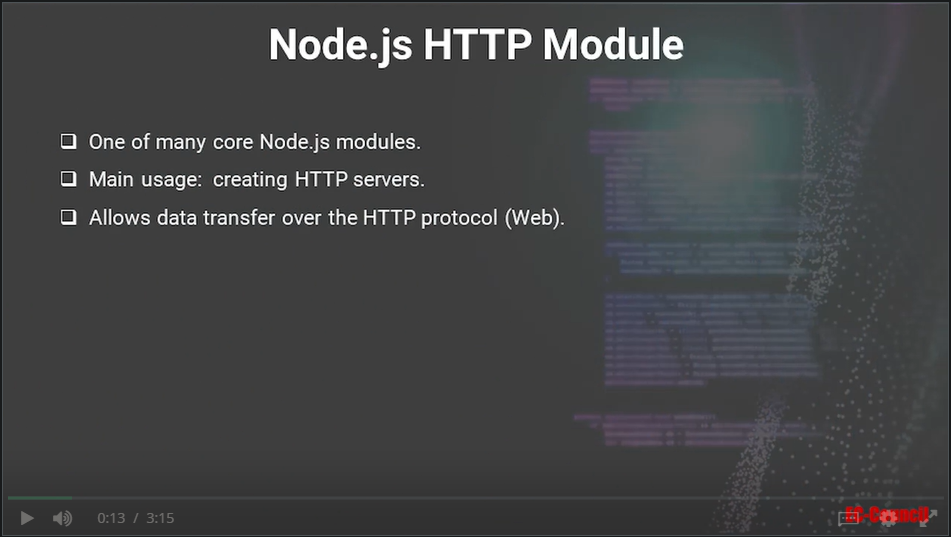 Node.js HTTP Module
One of many core Node.js modules.
Main usage: creating HTTP servers.
Allows data transfer over the HTTP protocol (Web).
0:13 / 3:15
EC-Council